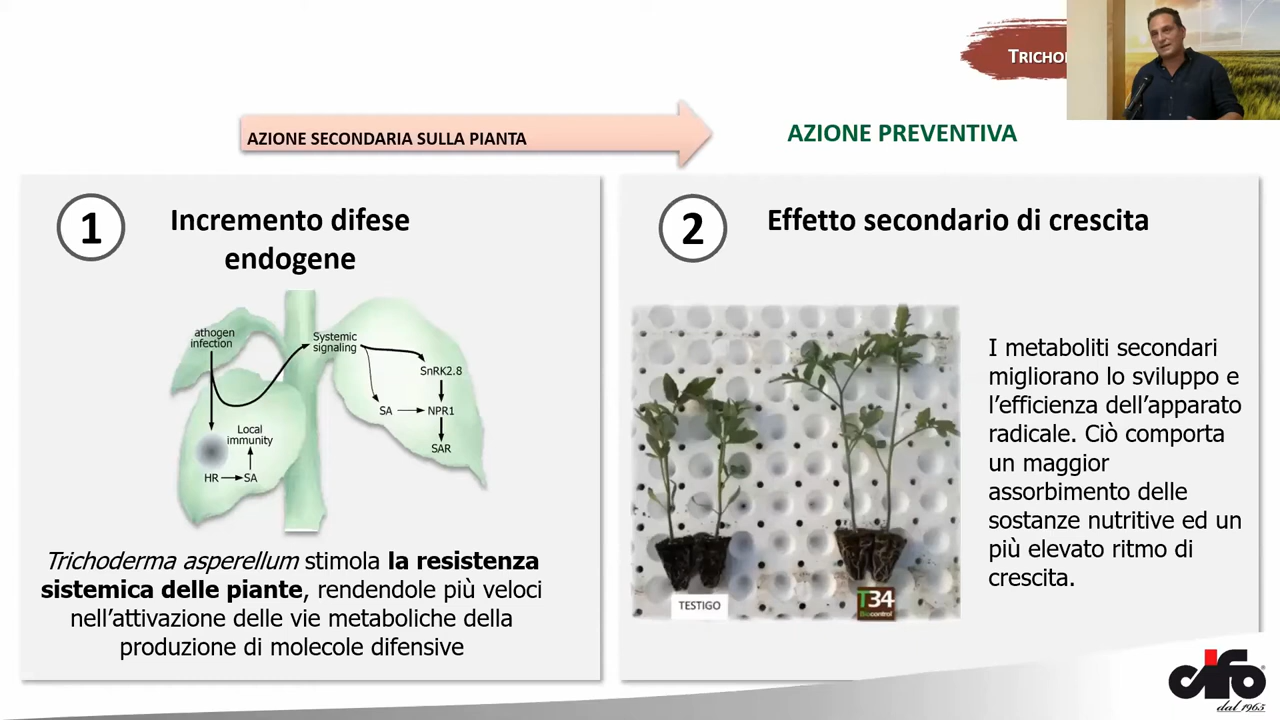 AZIONE SECONDARIA SULLA PIANTA
AZIONE PREVENTIVA
1
Incremento difese
endogene
athogen
infection
Systemic
signaling
SnRK2.8
SA
NPR1
SAR
Local
immunity
HR
SA
Trichoderma asperellum stimola la resistenza
sistemica delle piante, rendendole più veloci
nell'attivazione delle vie metaboliche della
produzione di molecole difensive
2
Effetto secondario di crescita
TESTIGO
T34
Biocontrol
I metaboliti secondari
migliorano lo sviluppo e
l'efficienza dell'apparato
radicale. Ciò comporta
un maggior
assorbimento delle
sostanze nutritive ed un
più elevato ritmo di
crescita.
cifo
dal 1965